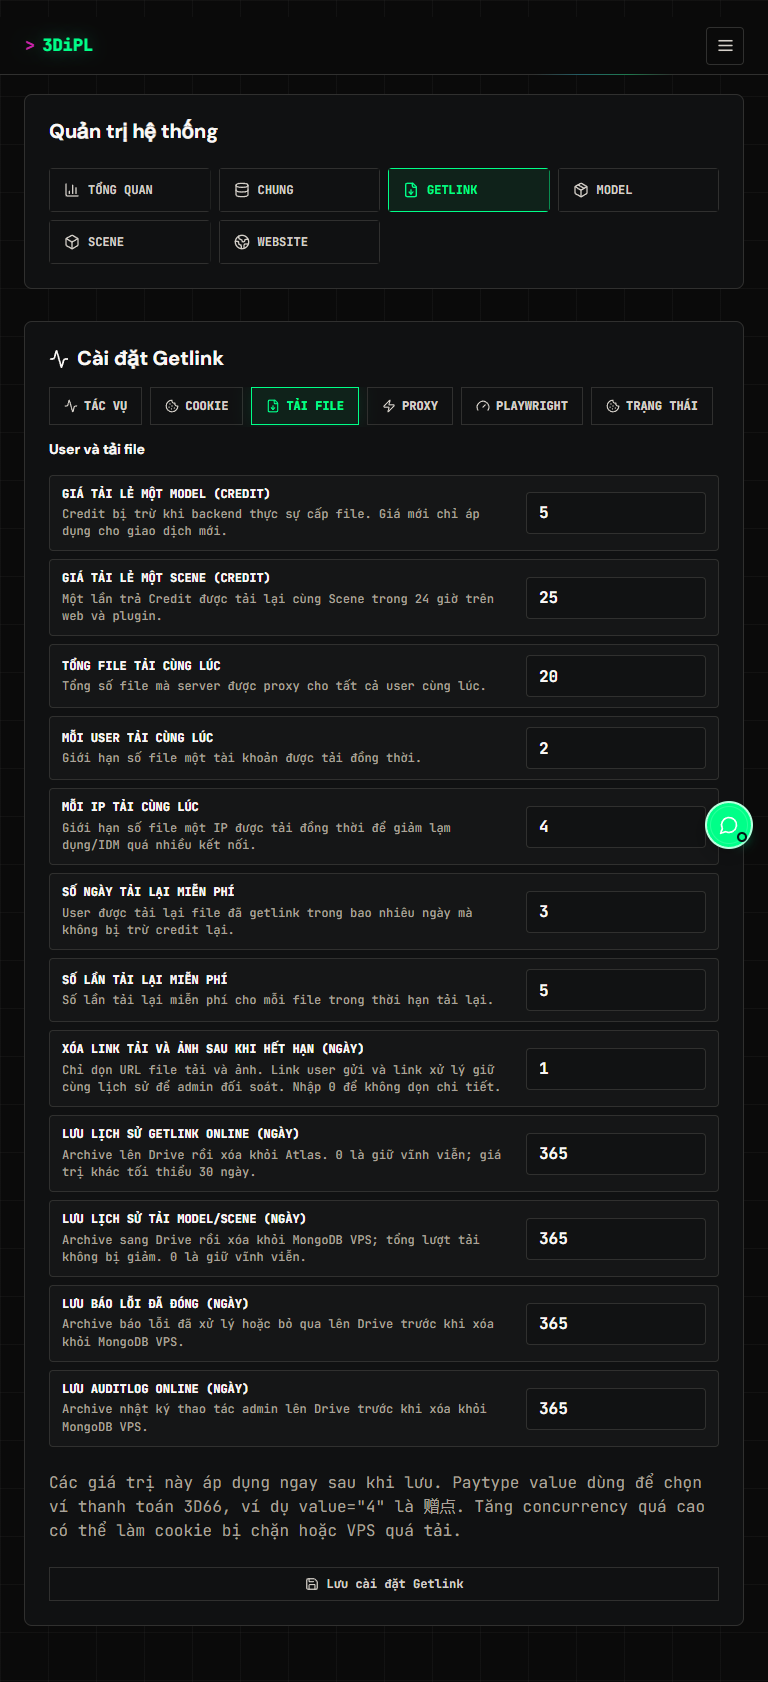 > 3DiPL
Quản trị hệ thống
TỔNG QUAN
CHUNG
GETLINK
MODEL
SCENE
WEBSITE
Cài đặt Getlink
TÁC VỤ
COOKIE
TẢI FILE
PROXY
PLAYWRIGHT
TRẠNG THÁI
User và tải file
GIÁ TẢI LẺ MỘT MODEL (CREDIT)
Credit bị trừ khi backend thực sự cấp file. Giá mới chỉ áp
dụng cho giao dịch mới.
5
GIÁ TẢI LẺ MỘT SCENE (CREDIT)
Một lần trả Credit được tải lại cùng Scene trong 24 giờ trên
web và plugin.
25
TỔNG FILE TẢI CÙNG LÚC
Tổng số file mà server được proxy cho tất cả user cùng lúc.
20
MỖI USER TẢI CÙNG LÚC
Giới hạn số file một tài khoản được tải đồng thời.
2
MỖI IP TẢI CÙNG LÚC
Giới hạn số file một IP được tải đồng thời để giảm lạm
dụng/IDM quá nhiều kết nối.
4
SỐ NGÀY TẢI LẠI MIỄN PHÍ
User được tải lại file đã getlink trong bao nhiêu ngày mà
không bị trừ credit lại.
3
SỐ LẦN TẢI LẠI MIỄN PHÍ
Số lần tải lại miễn phí cho mỗi file trong thời hạn tải lại.
5
XÓA LINK TẢI VÀ ẢNH SAU KHI HẾT HẠN (NGÀY)
Chỉ dọn URL file tải và ảnh. Link user gửi và link xử lý giữ
cùng lịch sử để admin đối soát. Nhập 0 để không dọn chi tiết.
1
LƯU LỊCH SỬ GETLINK ONLINE (NGÀY)
Archive lên Drive rồi xóa khỏi Atlas. 0 là giữ vĩnh viễn; giá
trị khác tối thiểu 30 ngày.
365
LƯU LỊCH SỬ TẢI MODEL/SCENE (NGÀY)
Archive sang Drive rồi xóa khỏi MongoDB VPS; tổng lượt tải
không bị giảm. 0 là giữ vĩnh viễn.
365
LƯU BÁO LỖI ĐÃ ĐÓNG (NGÀY)
Archive báo lỗi đã xử lý hoặc bỏ qua lên Drive trước khi xóa
khỏi MongoDB VPS.
365
LƯU AUDITLOG ONLINE (NGÀY)
Archive nhật ký thao tác admin lên Drive trước khi xóa khỏi
MongoDB VPS.
365
Các giá trị này áp dụng ngay sau khi lưu. Paytype value dùng để chọn
ví thanh toán 3D66, ví dụ value="4" là 赠点. Tăng concurrency quá cao
có thể làm cookie bị chặn hoặc VPS quá tải.
Lưu cài đặt Getlink